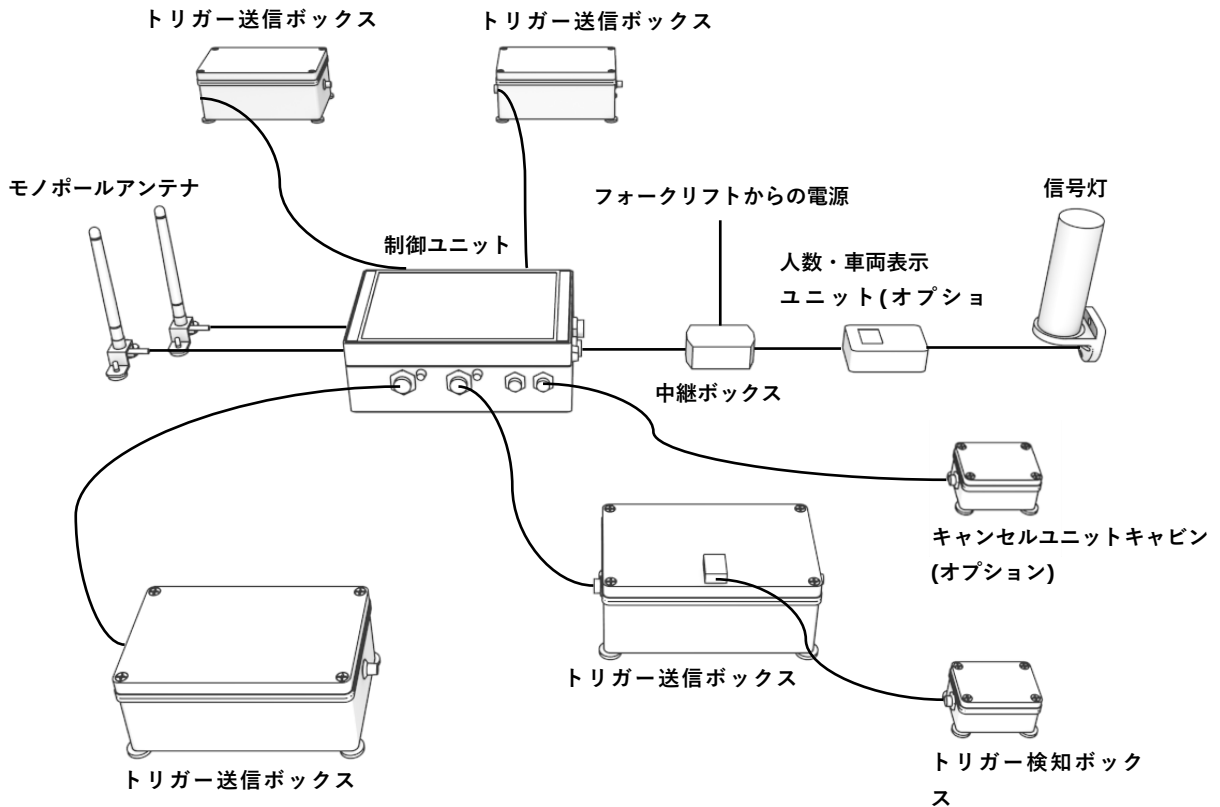 トリガー送信ボックス
トリガー送信ボックス
モノポールアンテナ
制御ユニット
フォークリフトからの電源
信号灯
人数・車両表示
ユニット(オプショ
中継ボックス
キャンセルユニットキャビン
(オプション)
トリガー送信ボックス
トリガー送信ボックス
トリガー検知ボック
ス